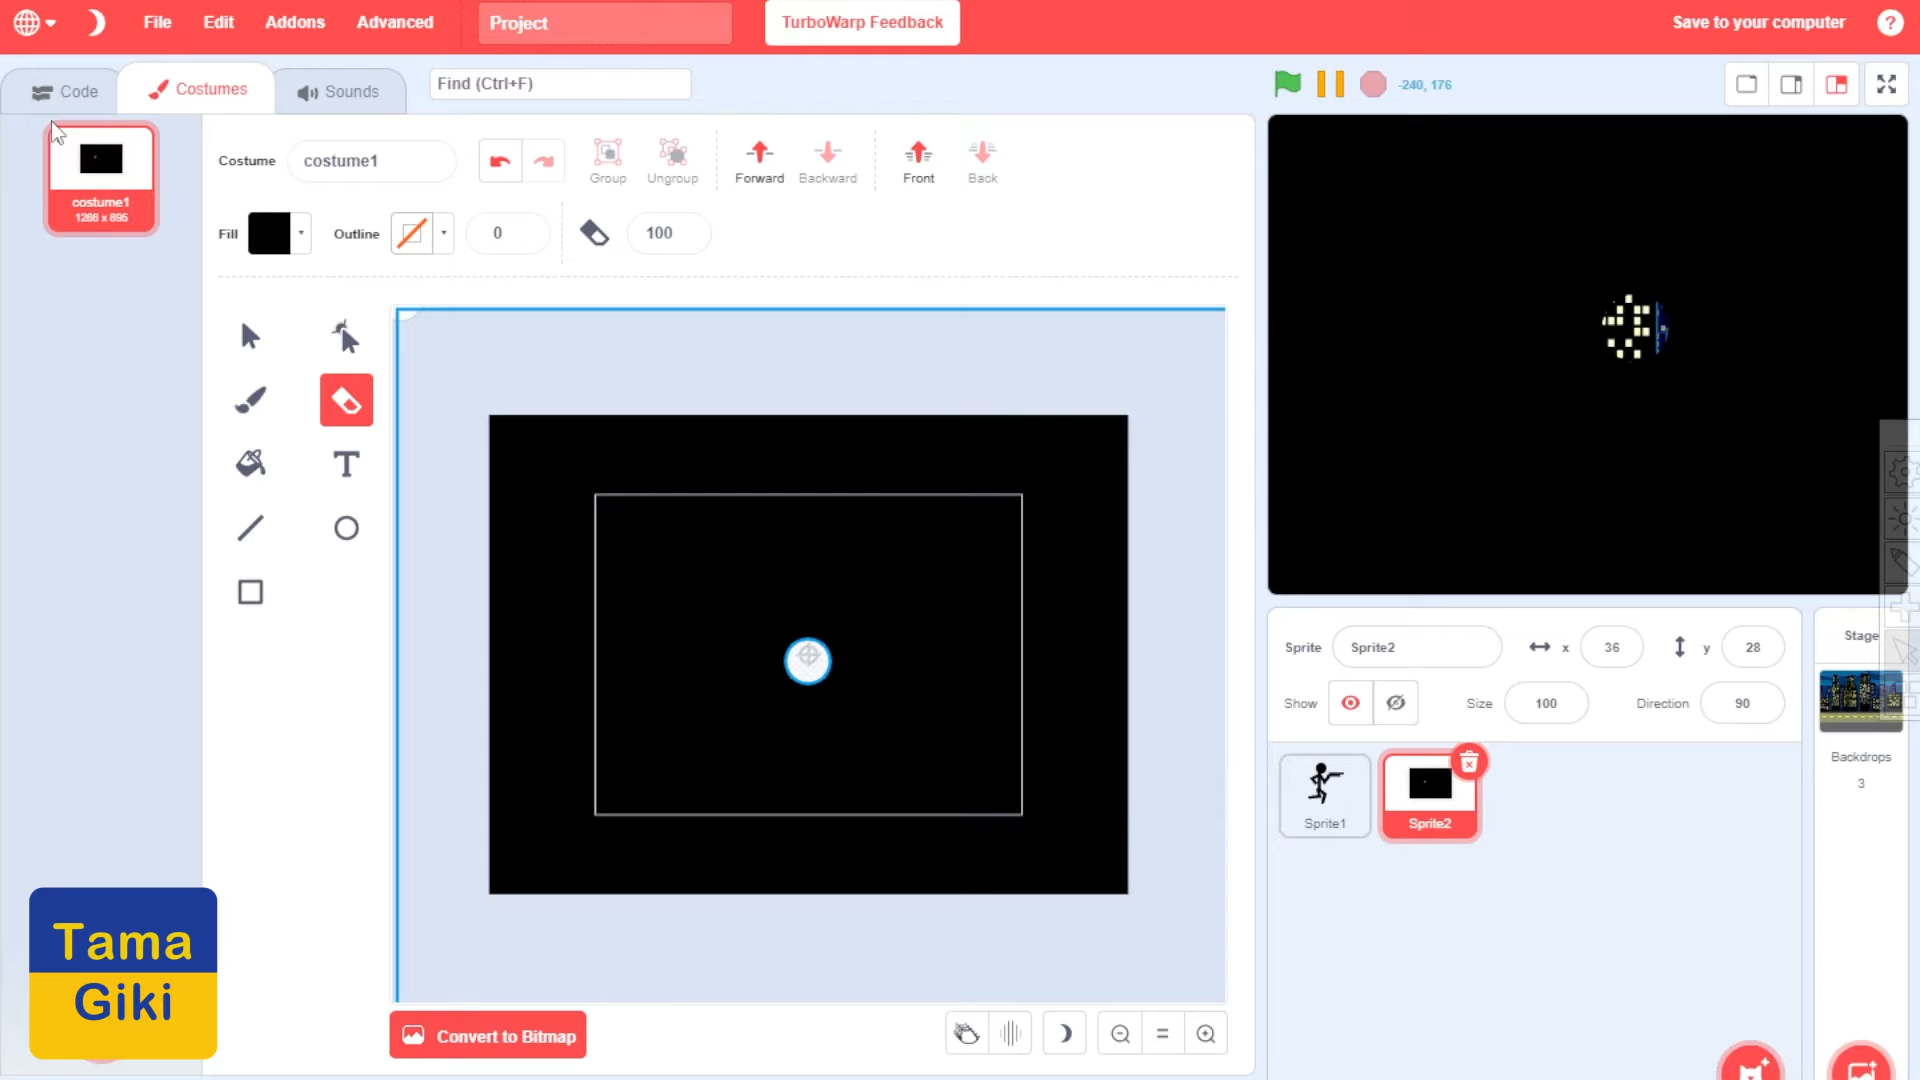 File Edit Addons Advanced Project TurboWarp Feedback Save to your computer ?
Code Costumes Sounds Find (Ctrl+F) -240, 176
costume1
1266 x 895
Costume costume1 Group Ungroup Forward Backward Front Back
Fill Outline 0 100
T
Convert to Bitmap
Sprite Sprite2 x 36 y 28
Show Size 100 Direction 90
Sprite1
Sprite2
Stage
Backdrops
3
Tama
Giki